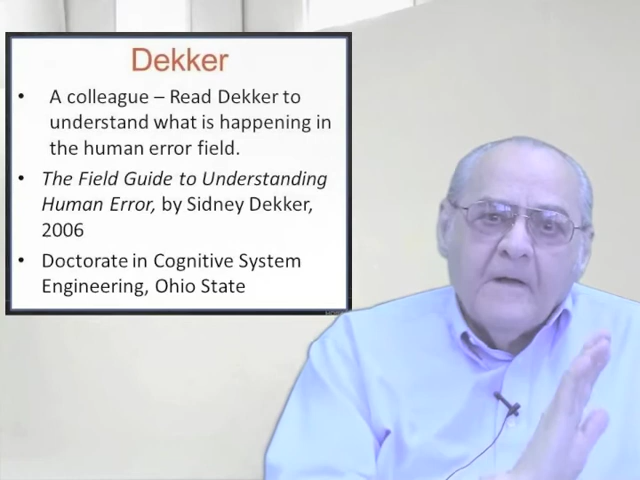 Dekker
• A colleague – Read Dekker to
understand what is happening in
the human error field.
• The Field Guide to Understanding
Human Error, by Sidney Dekker,
2006
• Doctorate in Cognitive System
Engineering, Ohio State